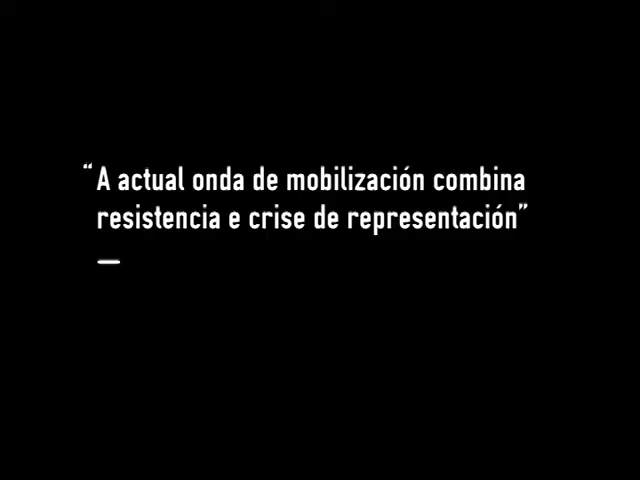 “A actual onda de mobilización combina
resistencia e crise de representación”
—